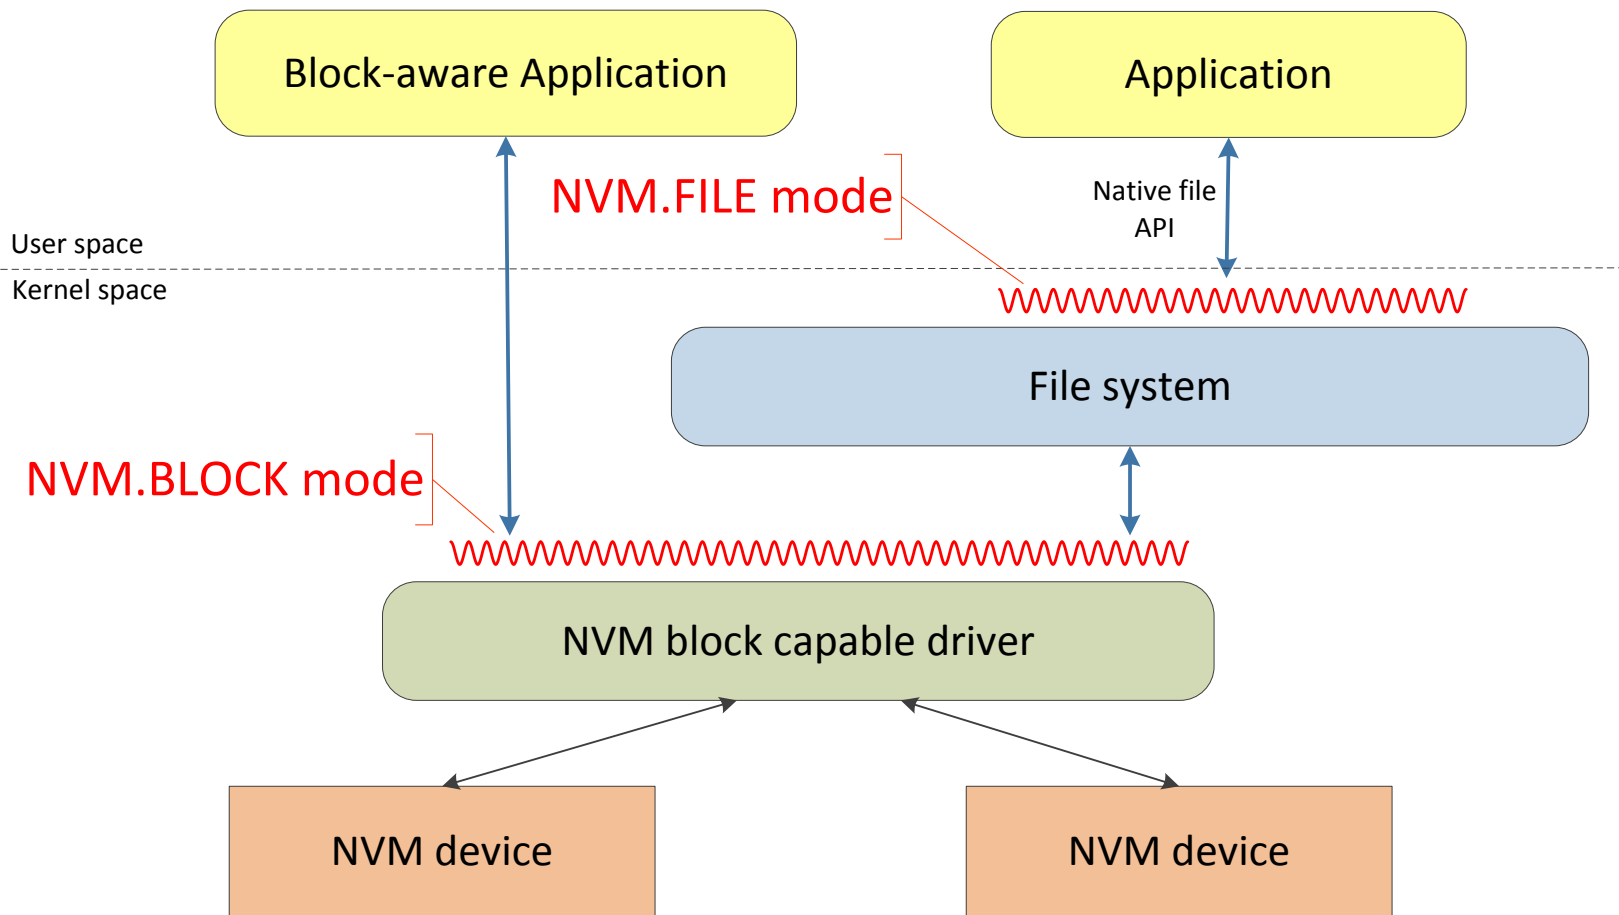 Block-aware Application
Application
NVM.FILE mode
Native file
API
User space
Kernel space
File system
NVM.BLOCK mode
NVM block capable driver
NVM device
NVM device